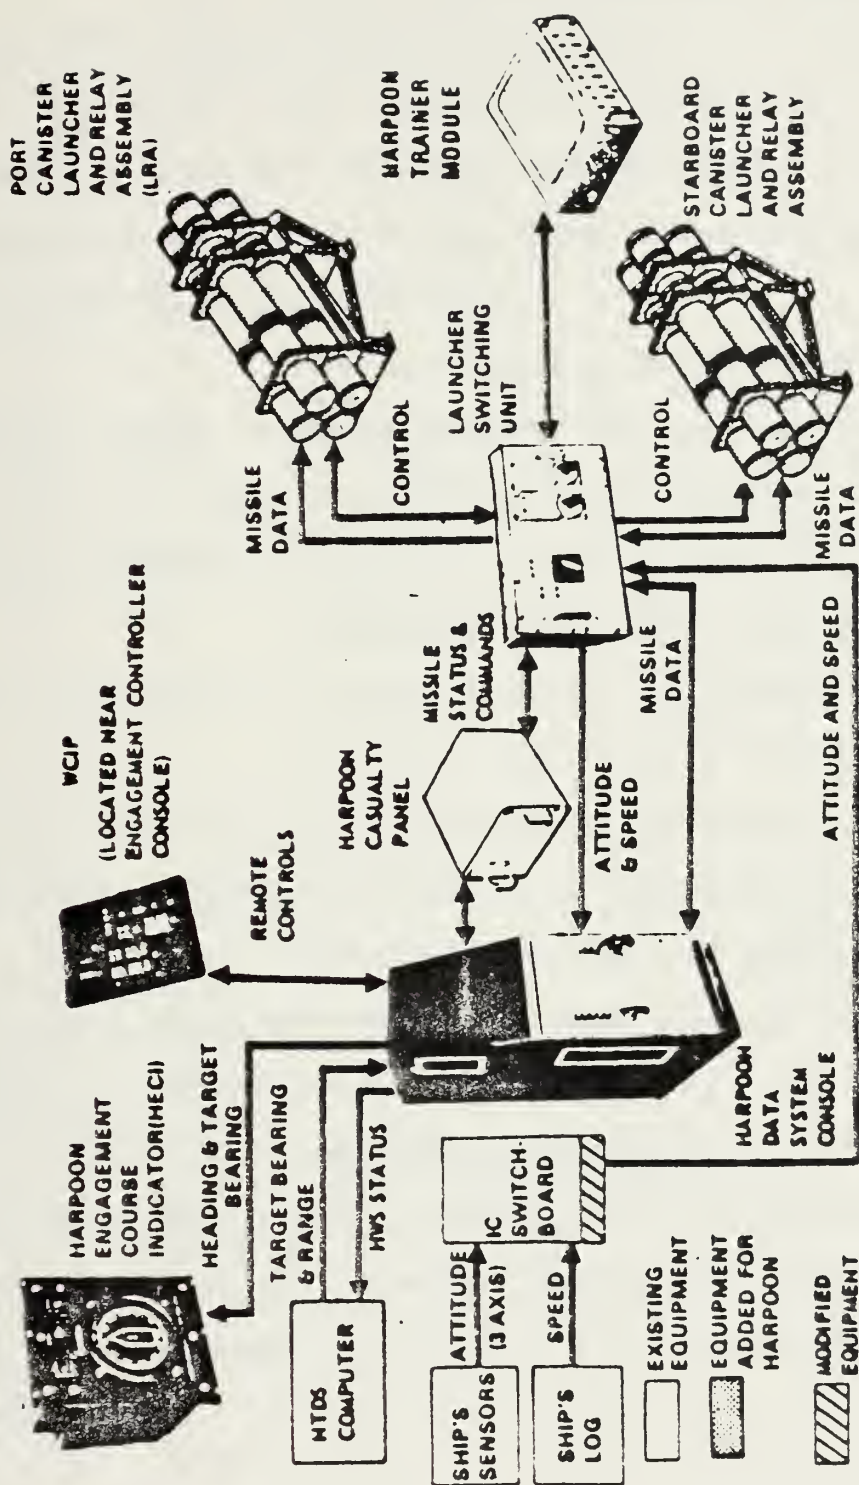 HARPOON
ENGAGEMENT
COURSE
INDICATOR(HECI)
WCIP
(LOCATED NEAR
ENGAGEMENT CONTROLLER
CONSOLE)
PORT
CANISTER
LAUNCHER
AND RELAY
ASSEMBLY
(LRA)
HEADING & TARGET
BEARING
REMOTE
CONTROLS
MISSILE
DATA
CONTROL
TARGET BEARING
& RANGE
HWS STATUS
NTDS
COMPUTER
HARPOON
CASUALTY
PANEL
MISSILE
STATUS &
COMMANDS
LAUNCHER
SWITCHING
UNIT
HARPOON
TRAINER
MODULE
ATTITUDE
(3 AXIS)
SHIP'S
SENSORS
SPEED
SHIP'S
LOG
IC
SWITCH-
BOARD
HARPOON
DATA
SYSTEM
CONSOLE
ATTITUDE
& SPEED
MISSILE
DATA
CONTROL
MISSILE
DATA
STARBOARD
CANISTER
LAUNCHER
AND RELAY
ASSEMBLY
ATTITUDE AND SPEED
EXISTING
EQUIPMENT
EQUIPMENT
ADDED FOR
HARPOON
MODIFIED
EQUIPMENT